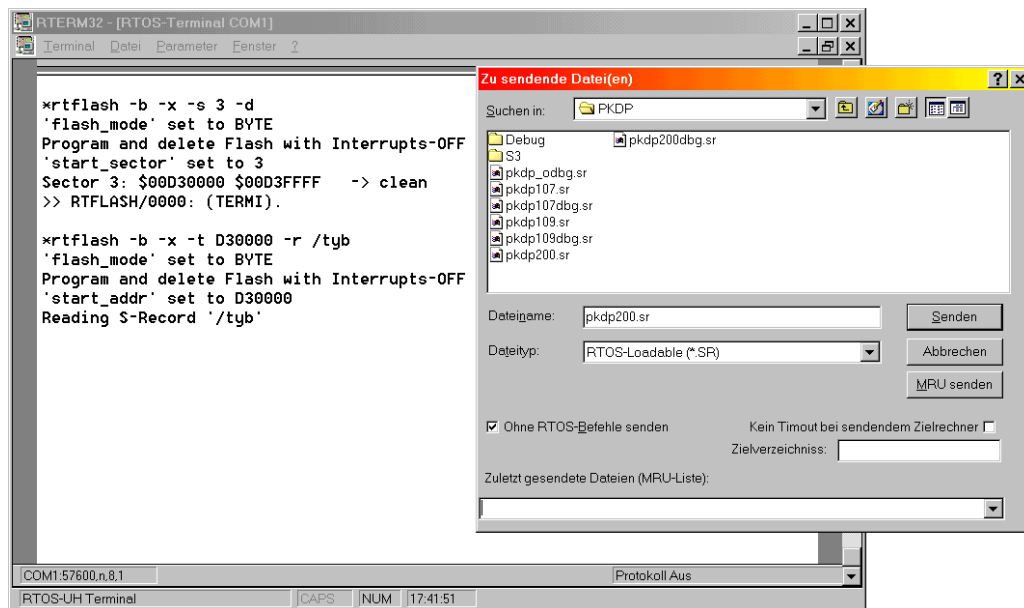 RTERM32 - [RTOS-Terminal COM1]
Terminal Datei Parameter Fenster ?
*rtflash -b -x -s 3 -d
'flash_mode' set to BYTE
Program and delete Flash with Interrupts-OFF
'start_sector' set to 3
Sector 3: $00D30000 $00D3FFFF -> clean
>> RTFLASH/0000: (TERMI).
*rtflash -b -x -t D30000 -r /tyb
'flash_mode' set to BYTE
Program and delete Flash with Interrupts-OFF
'start_addr' set to D30000
Reading S-Record '/tyb'
Zu sendende Datei(en)
Suchen in: PKDP
Debug
S3
pkdp_odbg.sr
pkdp107.sr
pkdp107dbg.sr
pkdp109.sr
pkdp109dbg.sr
pkdp200.sr
pkdp200dbg.sr
Dateiname: pkdp200.sr
Senden
Dateityp: RTOS-Loadable (*.SR)
Abbrechen
MRU senden
Ohne RTOS-Befehle senden
Kein Timout bei sendendem Zielrechner
Zielverzeichniss:
Zuletzt gesendete Dateien (MRU-Liste):
COM1:57600,n,8,1
Protokoll Aus
RTOS-UH Terminal
CAPS
NUM
17:41:51